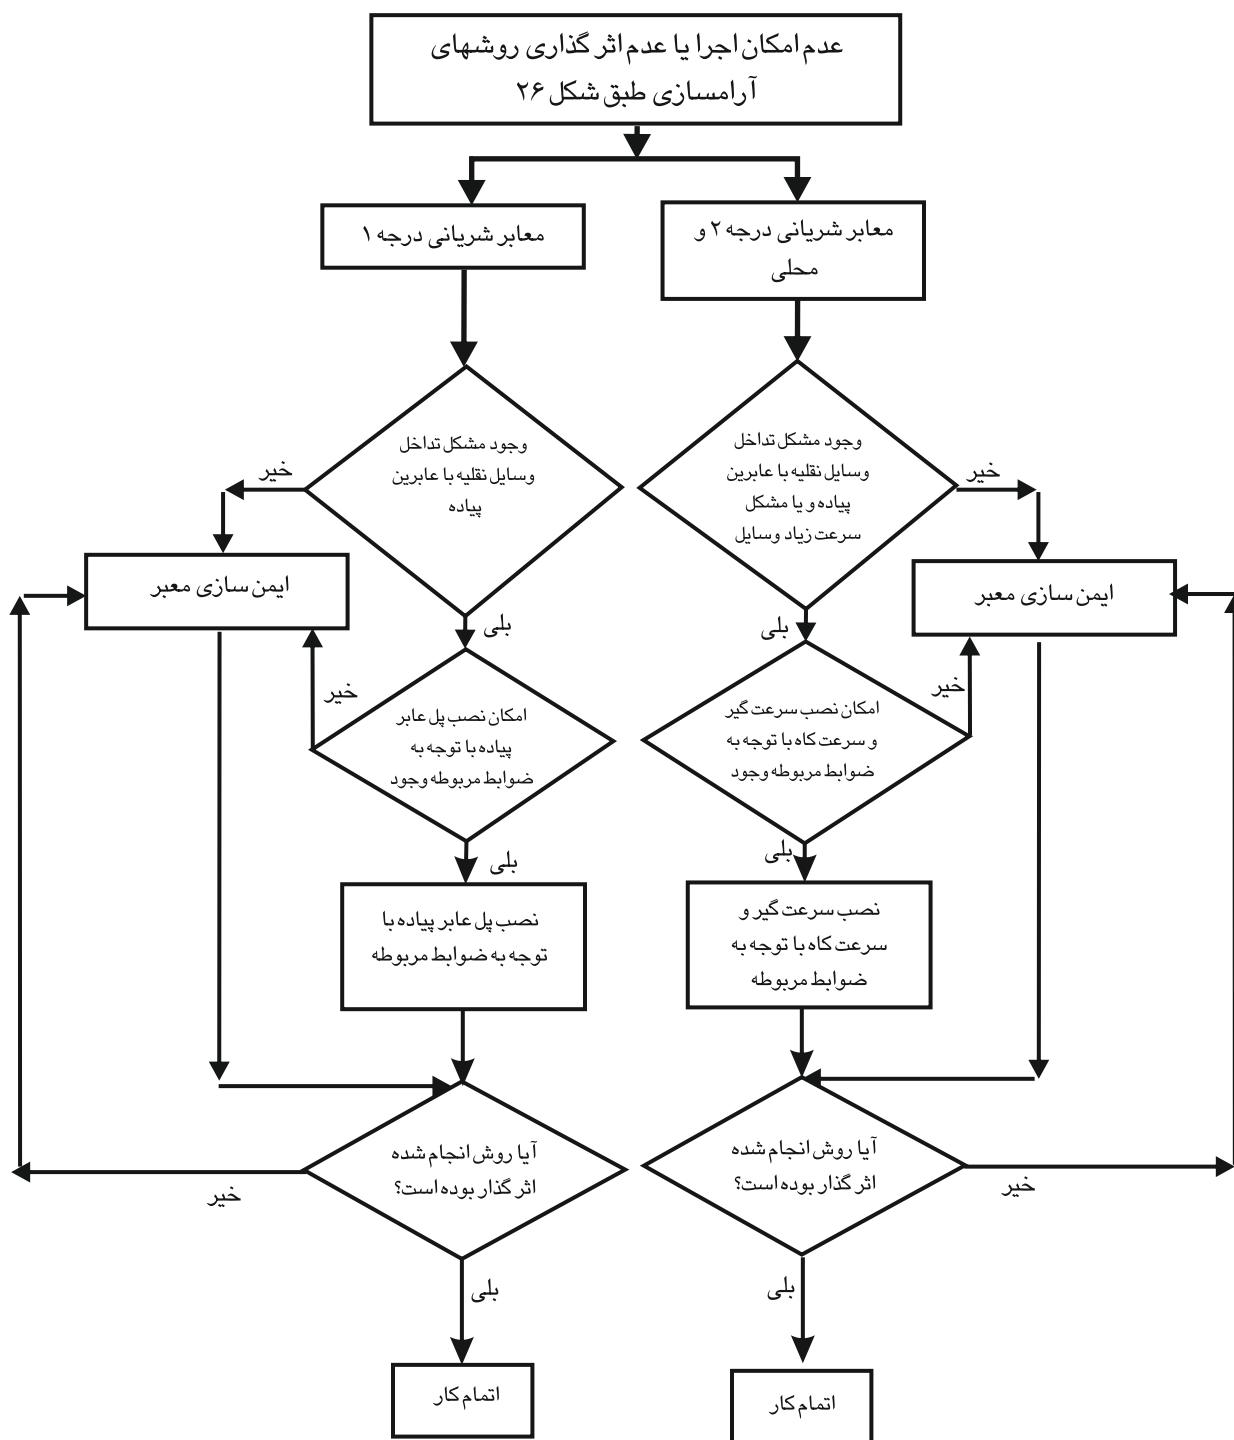 عدم امکان اجرا یا عدم اثر گذاری روشهای
آرامسازی طبق شکل ۲۶
معابر شریانی درجه ۲ و
محلی
معابر شریانی درجه ۱
وجود مشکل تداخل
وسایل نقلیه با عابرین
پیاده و یا مشکل
سرعت زیاد وسایل
خیر
بلی
ایمن سازی معبر
امکان نصب سرعت گیر
و سرعت کاه با توجه به
ضوابط مربوطه وجود
خیر
بلی
نصب سرعت گیر و
سرعت کاه با توجه به
ضوابط مربوطه
آیا روش انجام شده
اثر گذار بوده است؟
خیر
بلی
اتمام کار
وجود مشکل تداخل
وسایل نقلیه با عابرین
پیاده
خیر
بلی
ایمن سازی معبر
امکان نصب پل عابر
پیاده با توجه به
ضوابط مربوطه وجود
خیر
بلی
نصب پل عابر پیاده با
توجه به ضوابط مربوطه
آیا روش انجام شده
اثر گذار بوده است؟
خیر
بلی
اتمام کار